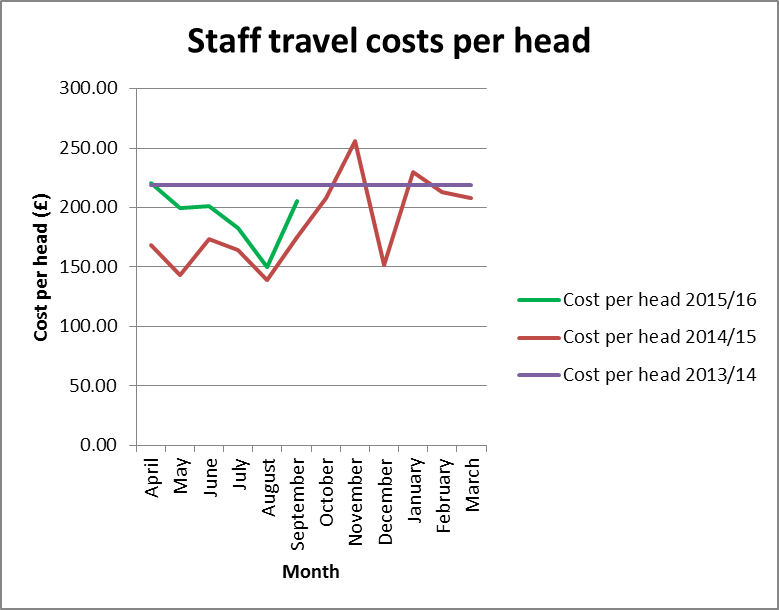 Staff travel costs per head
300.00
250.00
200.00
150.00
100.00
50.00
0.00
Cost per head (£)
April
May
June
July
August
September
October
November
December
January
February
March
Month
Cost per head 2015/16
Cost per head 2014/15
Cost per head 2013/14